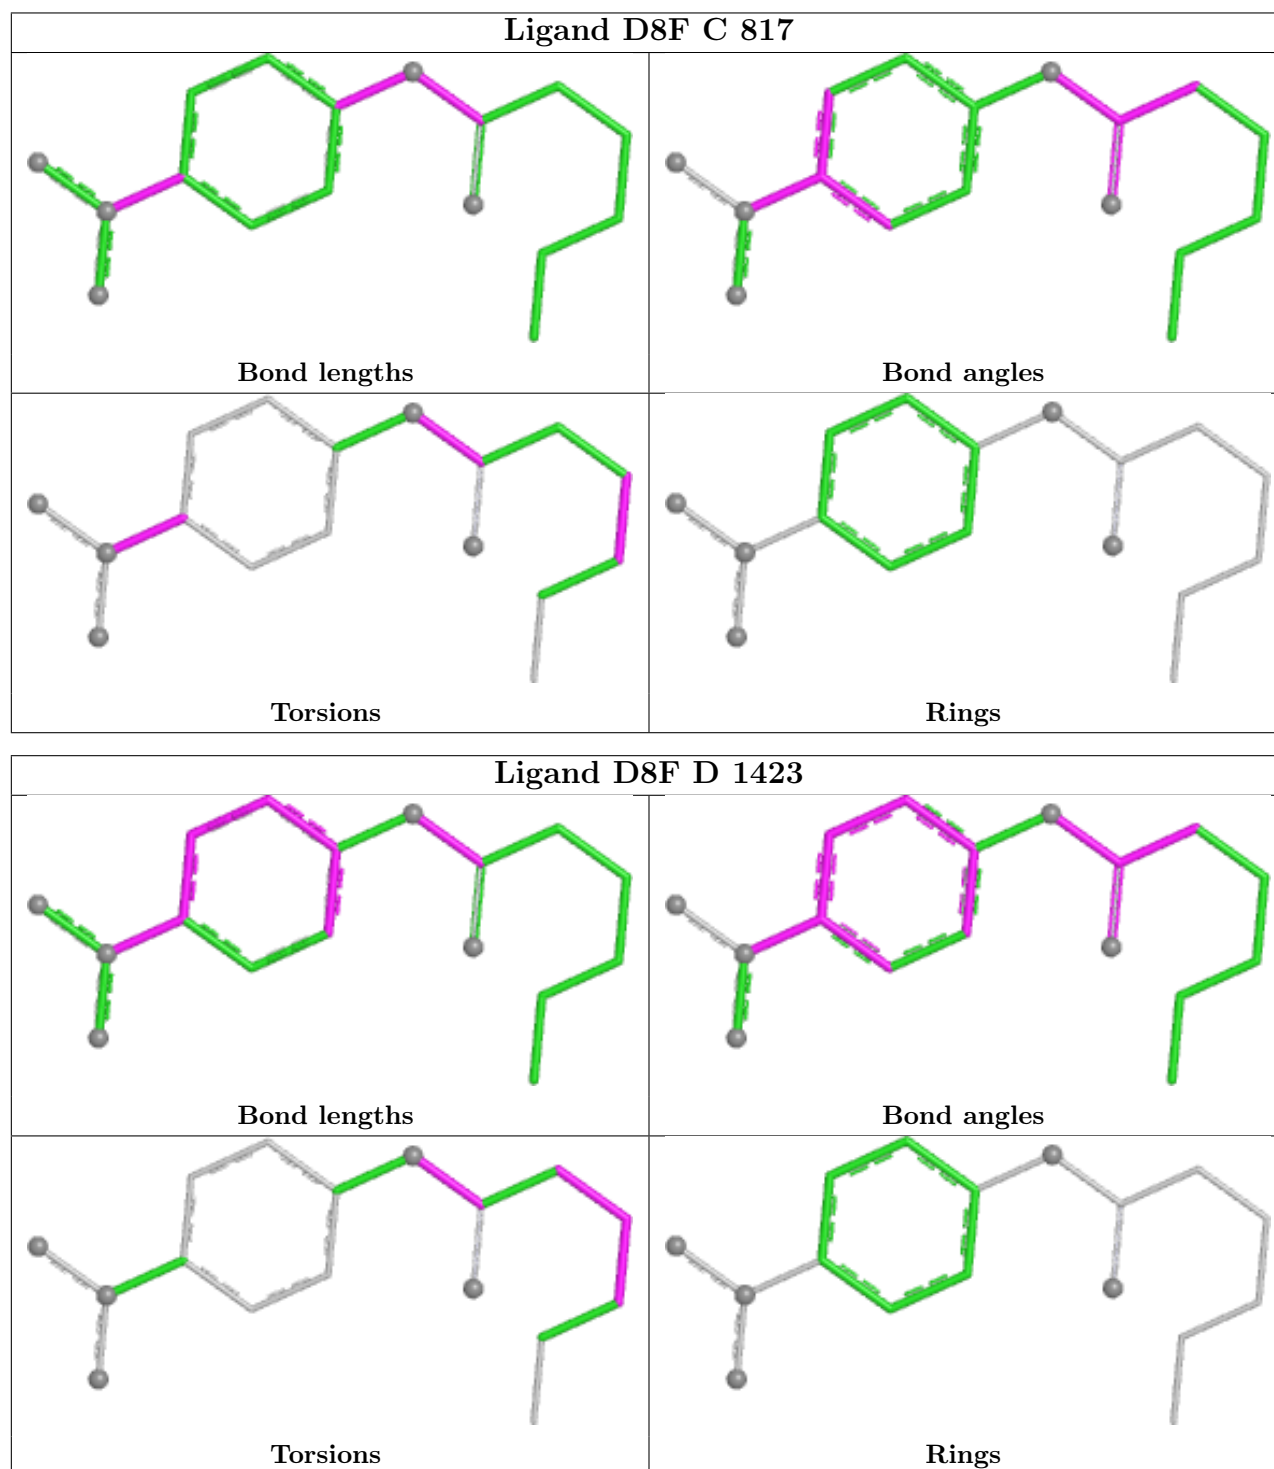 Ligand D8F C 817
Bond lengths
Bond angles
Torsions
Rings
Ligand D8F D 1423
Bond lengths
Bond angles
Torsions
Rings